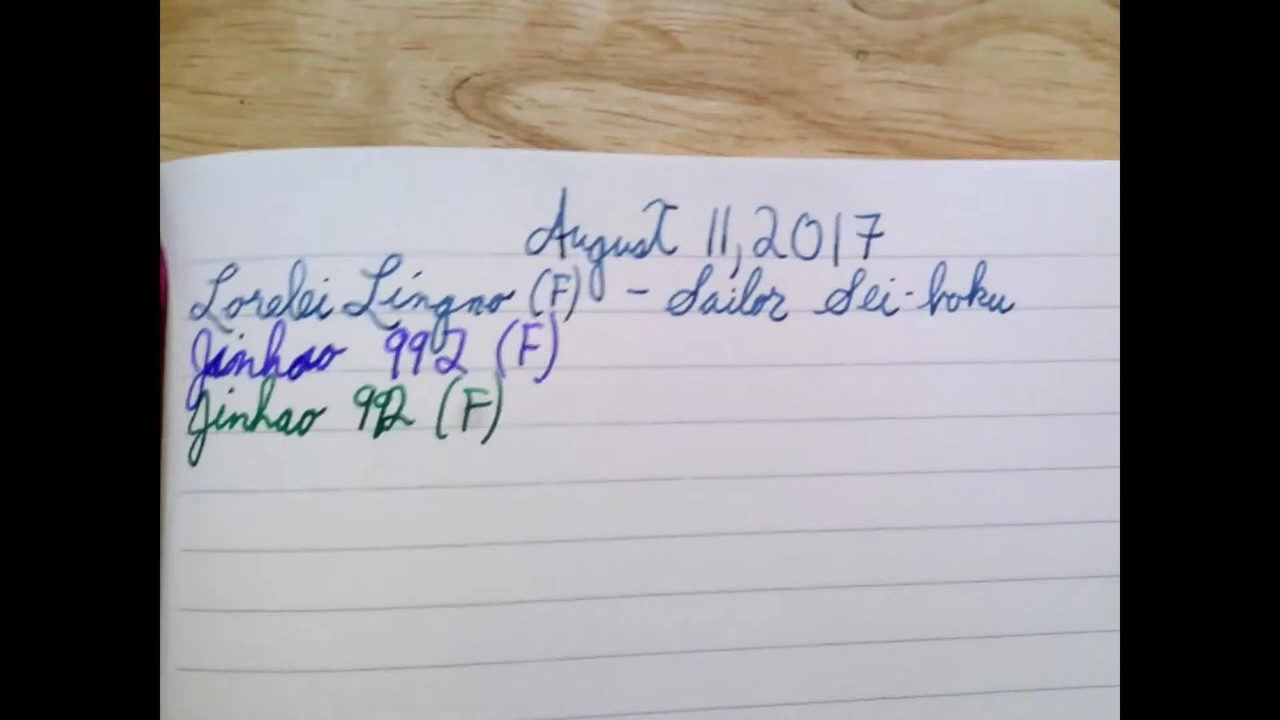 August 11, 2017
Lorelei Lingno (F) - Sailor Sei-boku
Jinhao 992 (F)
Jinhao 992 (F)